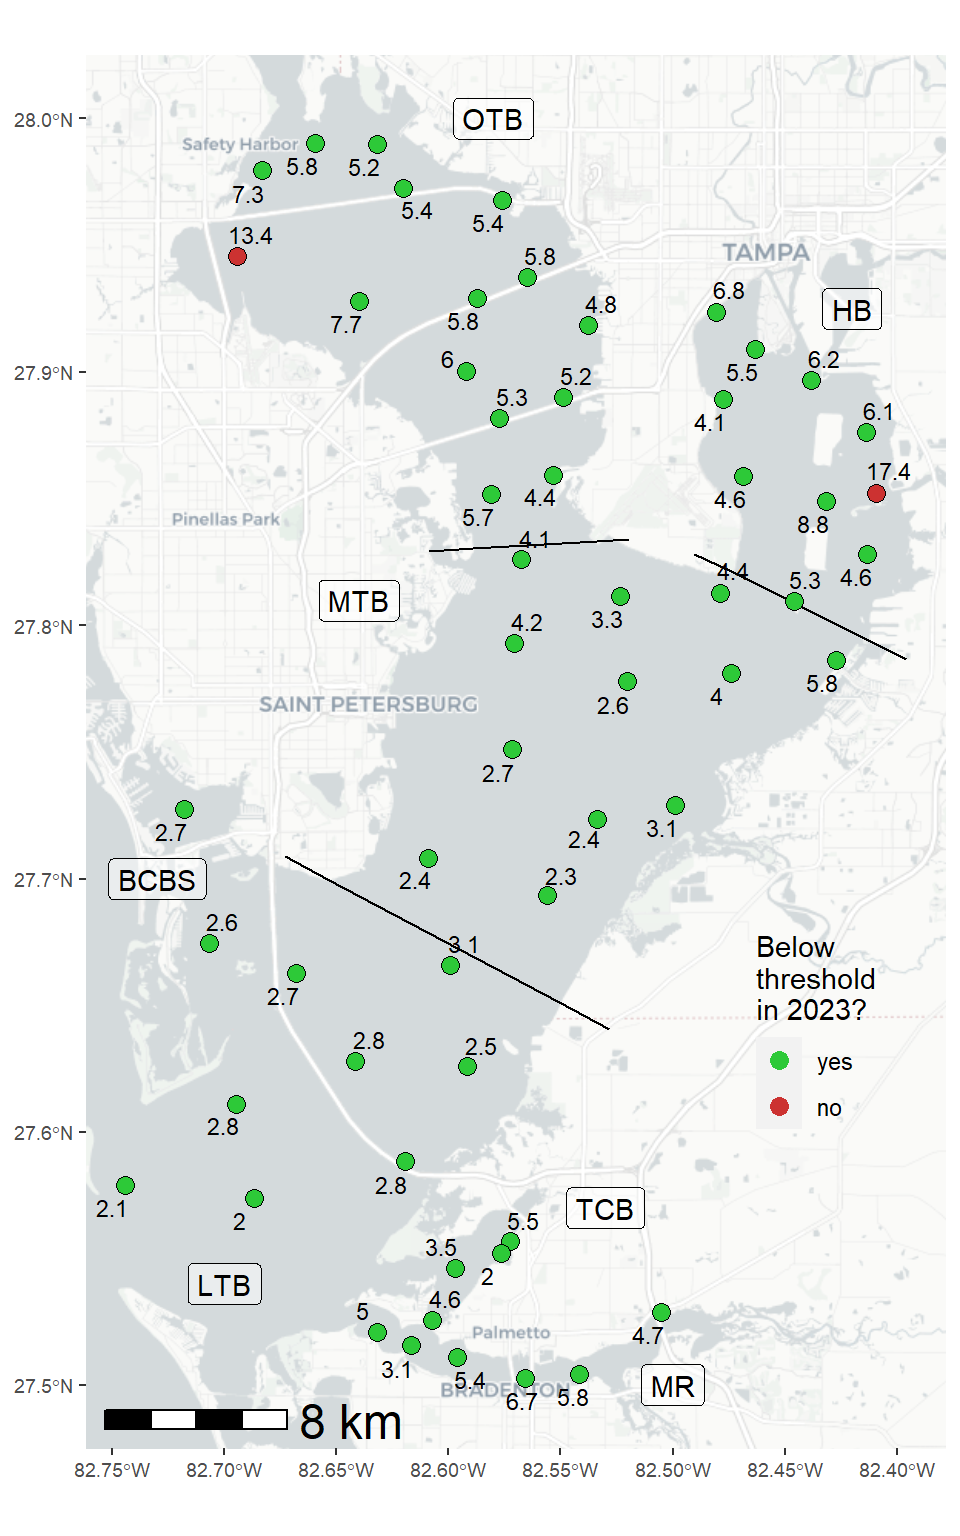 OTB
28.0°N
Safety Harbor
5.8
5.2
7.3
5.4
5.4
13.4
5.8
TAMPA
6.8
HB
4.8
7.7
5.8
6
5.2
5.5
6.2
27.9°N
5.3
4.1
6.1
17.4
4.4
4.6
5.7
8.8
Pinellas Park
4.1
4.4
5.3
4.6
MTB
3.3
4.2
27.8°N
5.8
2.6
4
SAINT PETERSBURG
2.7
2.7
2.4
3.1
BCBS
2.4
2.3
27.7°N
2.6
3.1
Below
threshold
in 2023?
2.7
2.8
2.5
yes
no
2.8
27.6°N
2.8
2.1
2
TCB
5.5
3.5
2
LTB
4.6
5
Palmetto
4.7
3.1
5.4
BRADENTON
MR
6.7
5.8
27.5°N
8 km
82.75°W 82.70°W 82.65°W 82.60°W 82.55°W 82.50°W 82.45°W 82.40°W